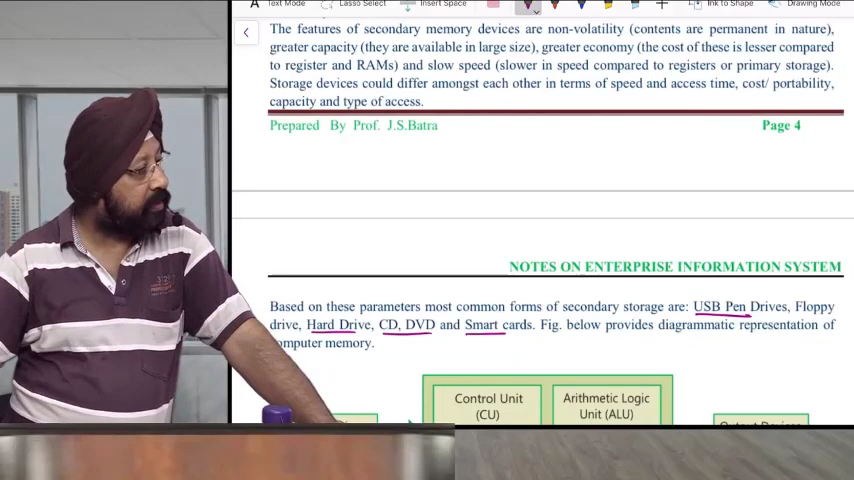 Text Mode Lasso Select Insert Space Ink to Shape Drawing Mode
The features of secondary memory devices are non-volatility (contents are permanent in nature),
greater capacity (they are available in large size), greater economy (the cost of these is lesser compared
to register and RAMs) and slow speed (slower in speed compared to registers or primary storage).
Storage devices could differ amongst each other in terms of speed and access time, cost/ portability,
capacity and type of access.
Prepared By Prof. J.S.Batra Page 4
NOTES ON ENTERPRISE INFORMATION SYSTEM
Based on these parameters most common forms of secondary storage are: USB Pen Drives, Floppy
drive, Hard Drive, CD, DVD and Smart cards. Fig. below provides diagrammatic representation of
computer memory.
Control Unit
(CU)
Arithmetic Logic
Unit (ALU)
Output Devices